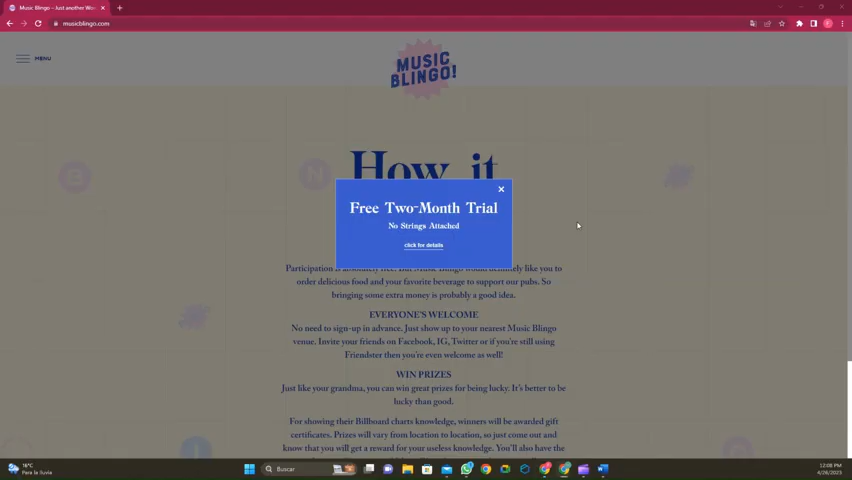 Music Blingo – Just another Wor
musicblingo.com
MENU
MUSIC
BLINGO!
How it
Free Two-Month Trial
No Strings Attached
click for details
Participation is absolutely free. But Music Blingo would definitely like you to
order delicious food and your favorite beverage to support our pubs. So
bringing some extra money is probably a good idea.
EVERYONE'S WELCOME
No need to sign-up in advance. Just show up to your nearest Music Blingo
venue. Invite your friends on Facebook, IG, Twitter or if you're still using
Friendster then you're even welcome as well!
WIN PRIZES
Just like your grandma, you can win great prizes for being lucky. It's better to be
lucky than good.
For showing their Billboard charts knowledge, winners will be awarded gift
certificates. Prizes will vary from location to location, so just come out and
know that you will get a reward for your useless knowledge. You'll also have the
B
N
I
16°C
Para la lluvia
Buscar
12:08 PM
4/26/2023